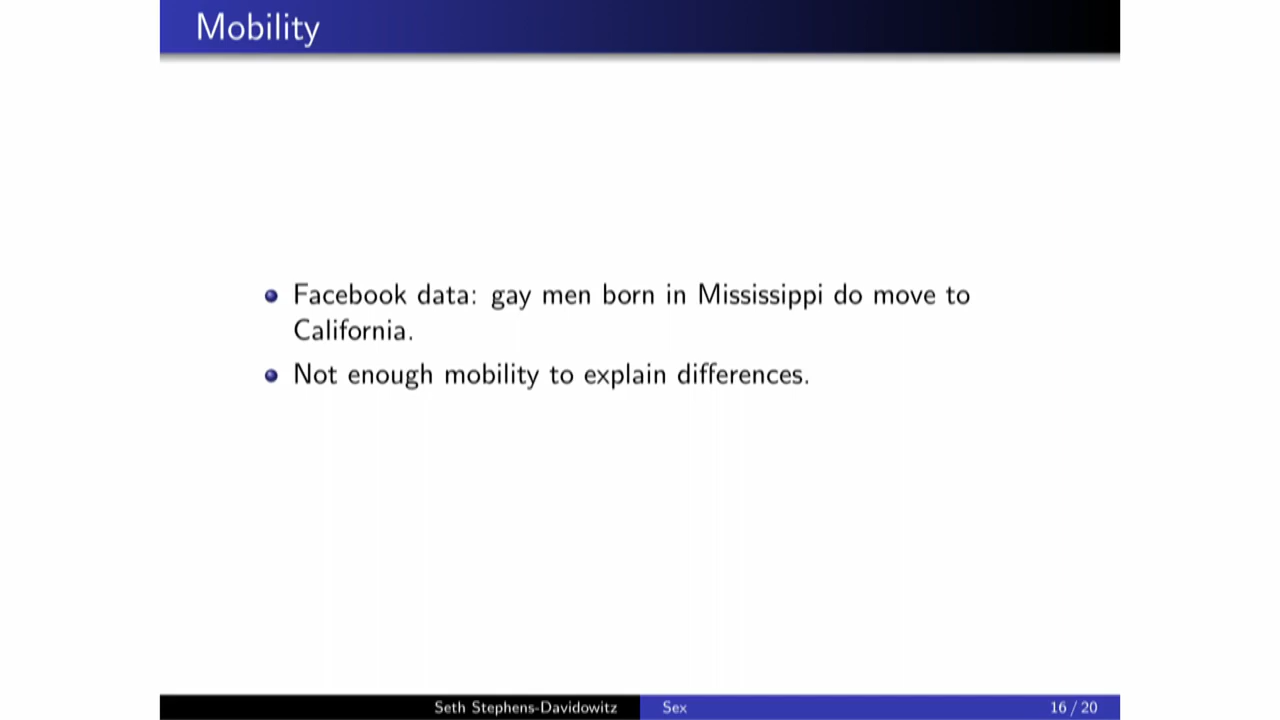 Mobility
Facebook data: gay men born in Mississippi do move to
California.
Not enough mobility to explain differences.
Seth Stephens-Davidowitz
Sex
16 / 20